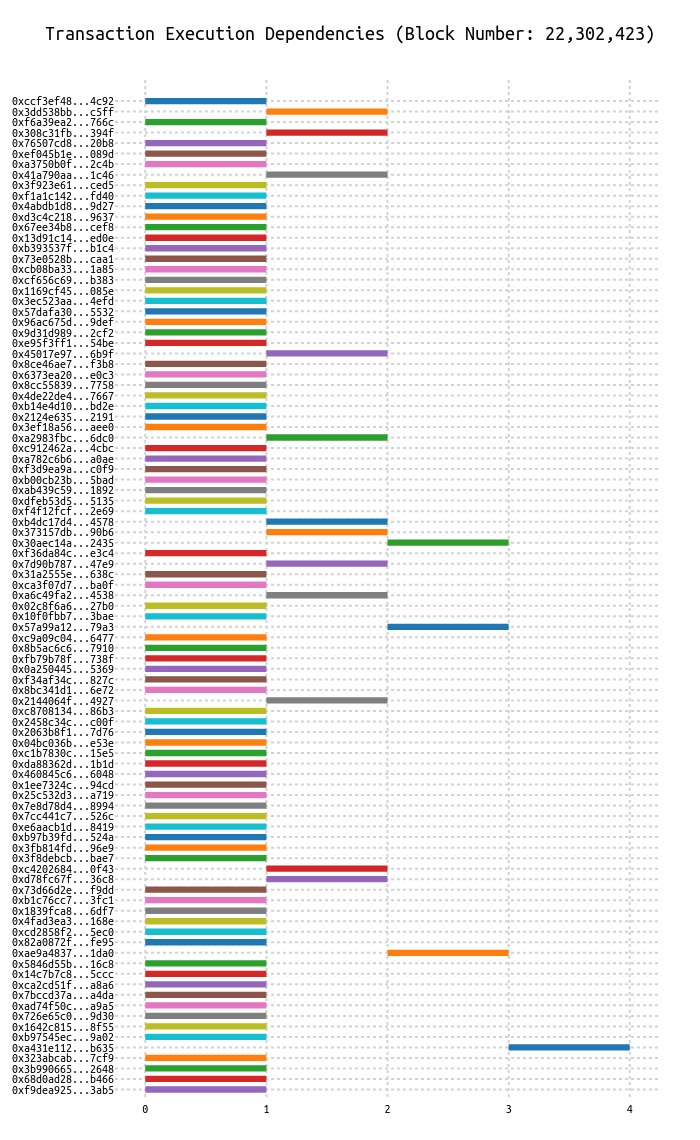 Transaction Execution Dependencies (Block Number: 22,302,423)
0xccf3ef48...4c92
0x3dd538bb...c5ff
0xf6a39ea2...766c
0x308c31fb...394f
0x76507cd8...20b8
0xef045b1e...089d
0xa3750b0f...2c4b
0x41a790aa...1c46
0x3f923e61...ced5
0xf1a1c142...fd40
0x4abdb1d8...9d27
0xd3c4c218...9637
0x67ee34b8...cef8
0x13d91c14...ed0e
0xb393537f...b1c4
0x73e0528b...caa1
0xcb08ba33...1a85
0xcf656c69...b383
0x1169cf45...085e
0x3ec523aa...4efd
0x57dafa30...5532
0x96ac675d...9def
0x9d31d989...2cf2
0xe95f3ff1...54be
0x45017e97...6b9f
0x8ce46ae7...f3b8
0x6373ea20...e0c3
0x8cc55839...7758
0x4de22de4...7667
0xb14e4d10...bd2e
0x2124e635...2191
0x3ef18a56...aee0
0xa2983fbc...6dc0
0xc912462a...4cbc
0xa782c6b6...a0ae
0xf3d9ea9a...c0f9
0xb00cb23b...5bad
0xab439c59...1892
0xdfeb53d5...5135
0xf4f12fcf...2e69
0xb4dc17d4...4578
0x373157db...90b6
0x30aec14a...2435
0xf36da84c...e3c4
0x7d90b787...47e9
0x31a2555e...638c
0xca3f07d7...ba0f
0xa6c49fa2...4538
0x02c8f6a6...27b0
0x10f0fbb7...3bae
0x57a99a12...79a3
0xc9a09c04...6477
0x8b5ac6c6...7910
0xfb79b78f...738f
0x0a250445...5369
0xf34af34c...827c
0x8bc341d1...6e72
0x2144064f...4927
0xc8708134...86b3
0x2458c34c...c00f
0x2063b8f1...7d76
0x04bc036b...e53e
0xc1b7830c...15e5
0xda88362d...1b1d
0x460845c6...6048
0x1ee7324c...94cd
0x25c532d3...a719
0x7e8d78d4...8994
0x7cc441c7...526c
0xe6aacb1d...8419
0xb97b39fd...524a
0x3fb814fd...96e9
0x3f8debcb...bae7
0xc4202684...0f43
0xd78fc67f...36c8
0x73d66d2e...f9dd
0xb1c76cc7...3fc1
0x1839fca8...6df7
0x4fad3ea3...168e
0xcd2858f2...5ec0
0x82a0872f...fe95
0xae9a4837...1da0
0x5846d55b...16c8
0x14c7b7c8...5ccc
0xca2cd51f...a8a6
0x7bccd37a...a4da
0xad74f50c...a9a5
0x726e65c0...9d30
0x1642c815...8f55
0xb97545ec...9a02
0xa431e112...b635
0x323abcab...7cf9
0x3b990665...2648
0x68d0ad28...b466
0xf9dea925...3ab5
0 1 2 3 4